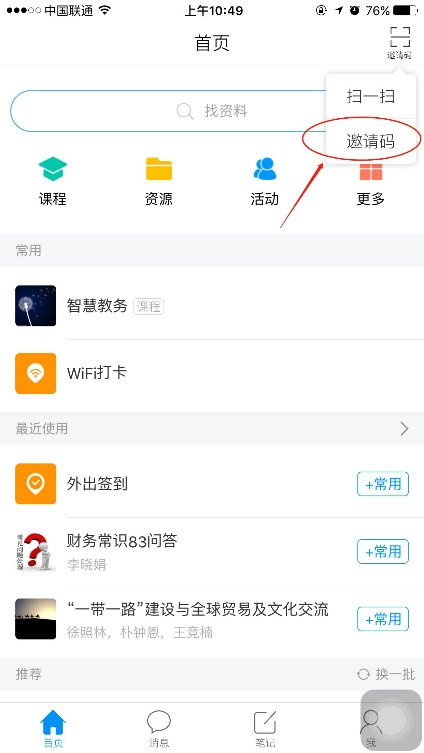 中国联通
上午10:49
76%
首页
邀请码
扫一扫
找资料
邀请码
课程
资源
活动
更多
常用
智慧教务 课程
WiFi打卡
最近使用
外出签到
+常用
财务常识83问答
李晓娟
+常用
“一带一路”建设与全球贸易及文化交流
徐照林，朴钟恩，王竞楠
+常用
推荐
换一批
首页
消息
笔记
我